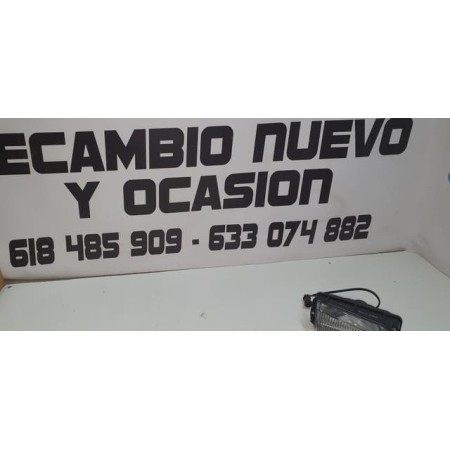 ECAMBIO NUEVO
Y OCASION
618 485 909 - 633 074 882